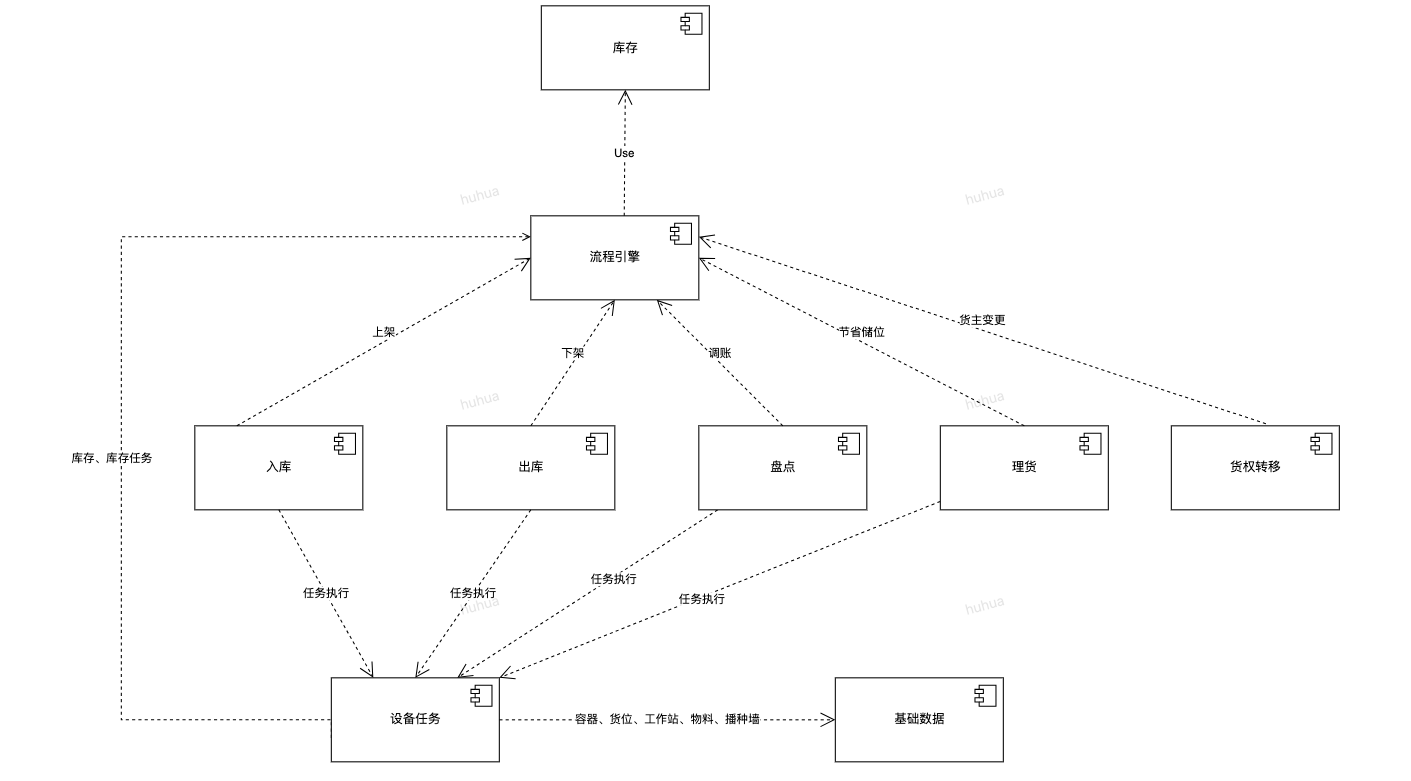 库存
Use
huhua
huhua
流程引擎
货主变更
上架
节省储位
下架
调账
huhua
huhua
库存、库存任务
入库
出库
盘点
理货
货权转移
任务执行
任务执行
任务执行
任务执行
huhua
huhua
设备任务
容器、货位、工作站、物料、播种墙
基础数据